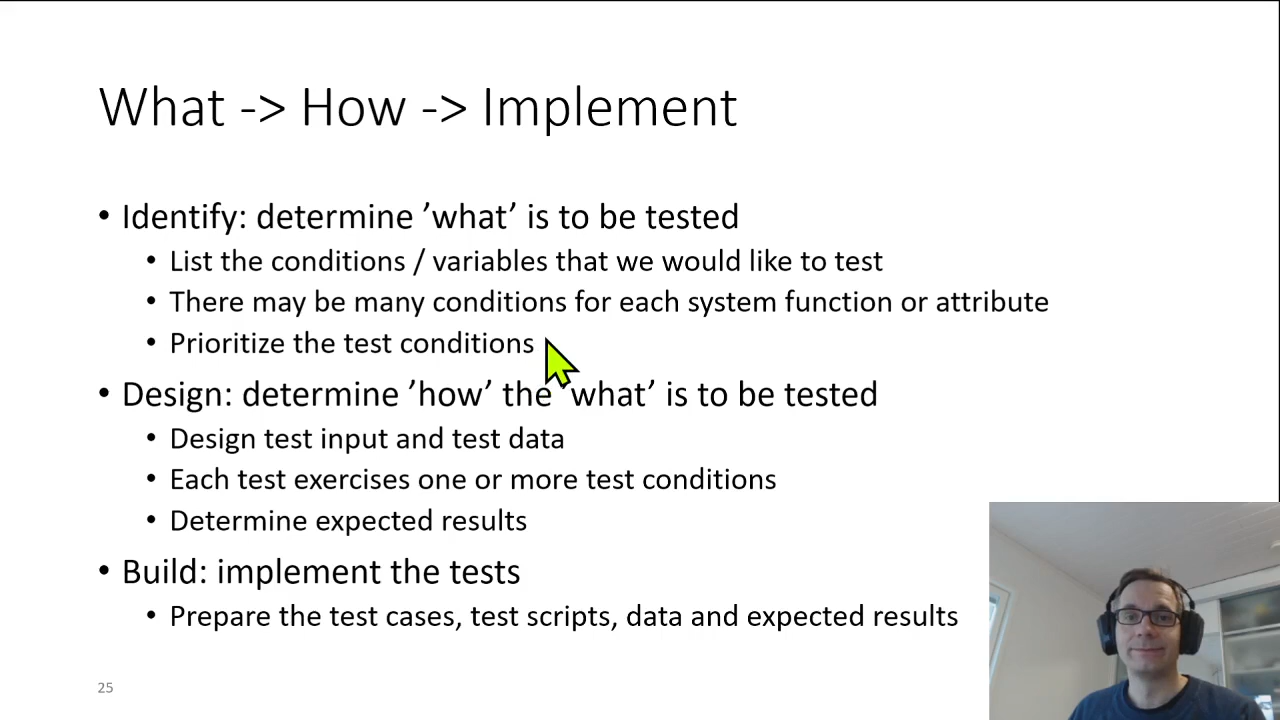 What -> How -> Implement
• Identify: determine ’what’ is to be tested
• List the conditions / variables that we would like to test
• There may be many conditions for each system function or attribute
• Prioritize the test conditions
• Design: determine ’how’ the ’what’ is to be tested
• Design test input and test data
• Each test exercises one or more test conditions
• Determine expected results
• Build: implement the tests
• Prepare the test cases, test scripts, data and expected results
25